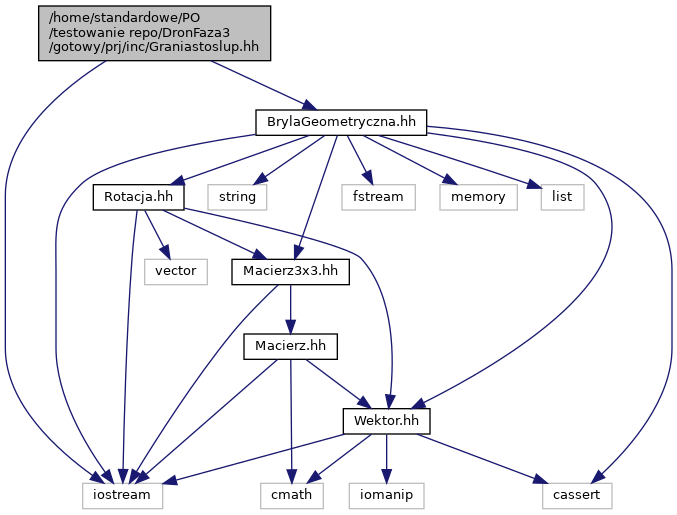 /home/standardowe/PO
/testowanie repo/DronFaza3
/gotowy/prj/inc/Graniastoslup.hh
BrylaGeometryczna.hh
Rotacja.hh
string
fstream
memory
list
vector
Macierz3x3.hh
Macierz.hh
Wektor.hh
iostream
cmath
iomanip
cassert